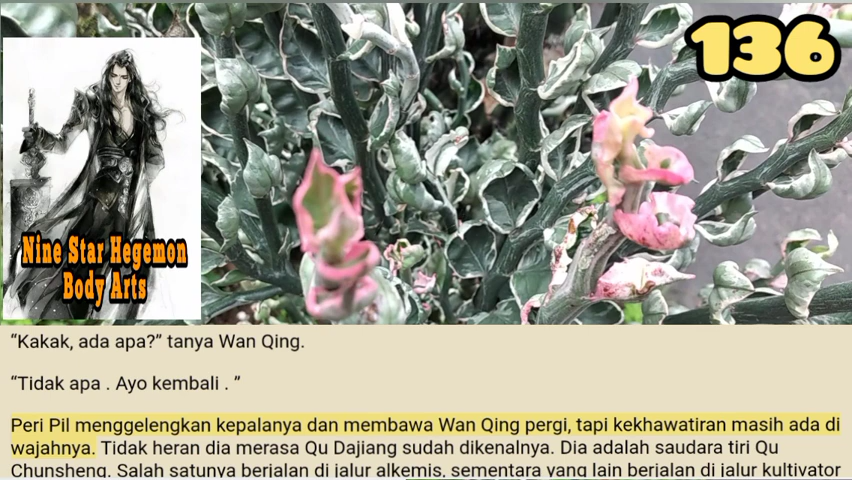 136
Nine Star Hegemon
Body Arts
“Kakak, ada apa?” tanya Wan Qing.
“Tidak apa . Ayo kembali . ”
Peri Pil menggelengkan kepalanya dan membawa Wan Qing pergi, tapi kekhawatiran masih ada di
wajahnya. Tidak heran dia merasa Qu Dajiang sudah dikenalnya. Dia adalah saudara tiri Qu
Chunsheng. Salah satunya berjalan di jalur alkemis, sementara yang lain berjalan di jalur kultivator